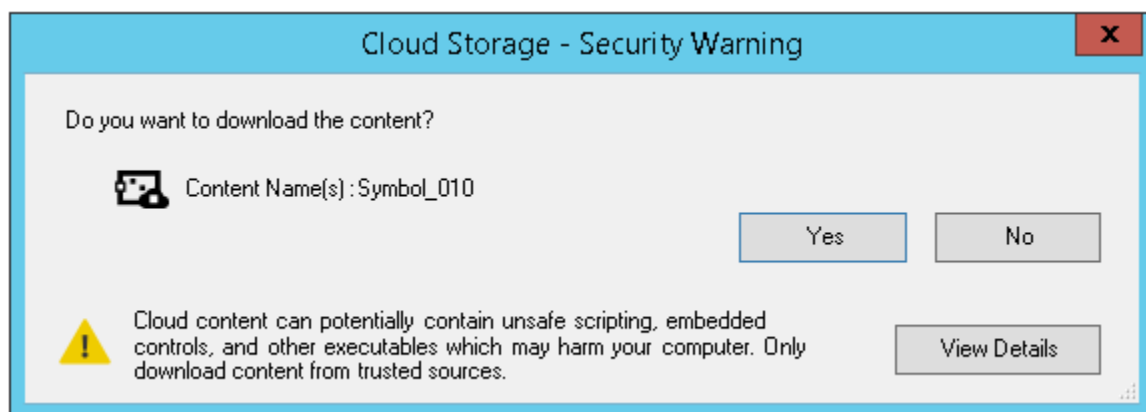 Cloud Storage - Security Warning
x
Do you want to download the content?
Content Name(s) : Symbol_010
Yes
No
Cloud content can potentially contain unsafe scripting, embedded
controls, and other executables which may harm your computer. Only
download content from trusted sources.
View Details